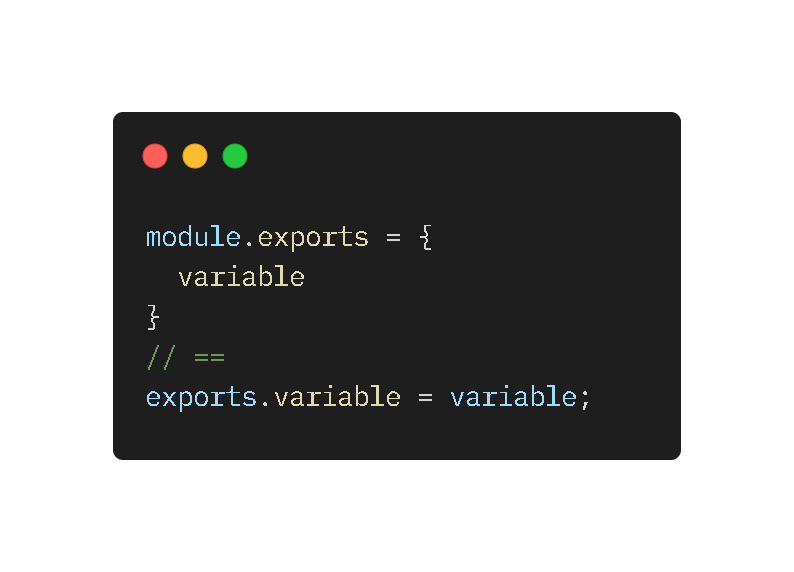 module.exports = {
  variable
}
// ==
exports.variable = variable;